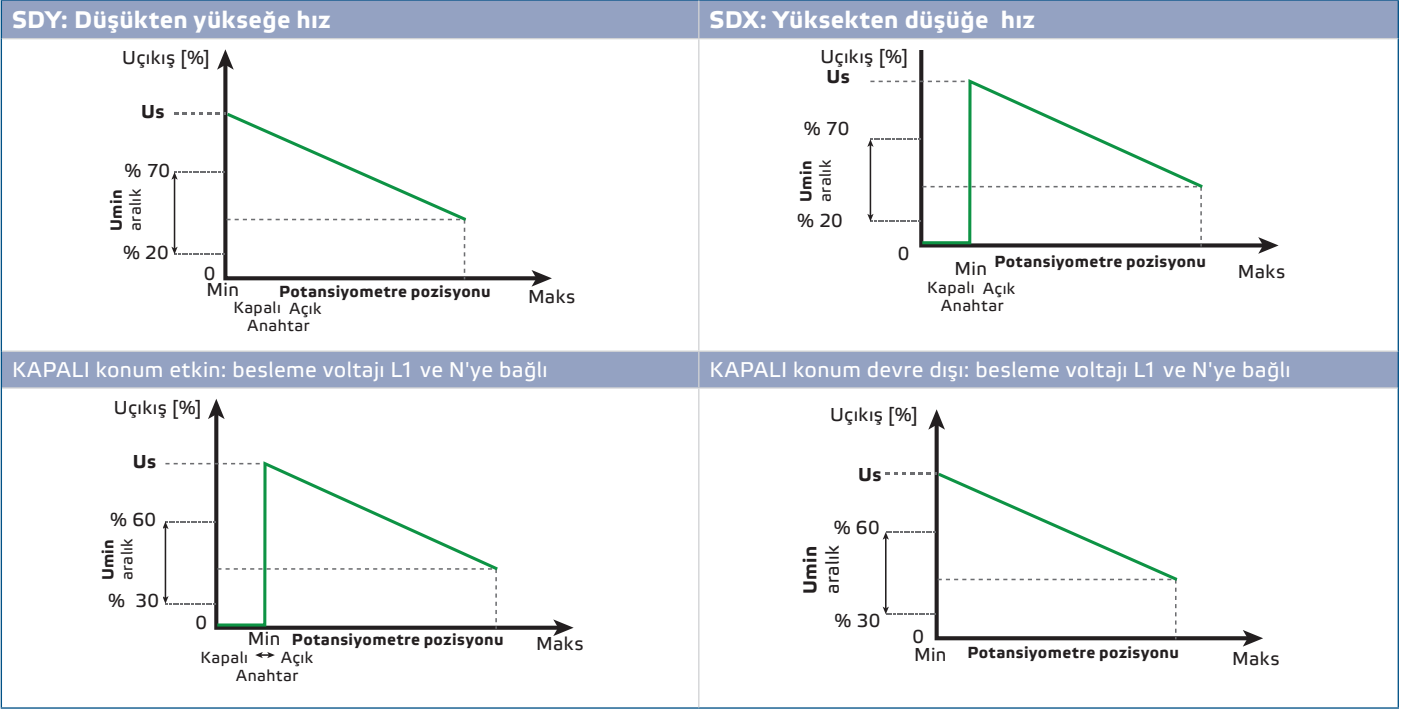 SDY: Düşükten yükseğe hız
Uçıkış [%]
Us
% 70
Umin
aralık
% 20
0
Min
Potansiyometre pozisyonu
Maks
Kapalı Açık
Anahtar
SDX: Yüksekten düşüğe hız
Uçıkış [%]
Us
% 70
Umin
aralık
% 20
0
Min
Potansiyometre pozisyonu
Maks
Kapalı Açık
Anahtar
KAPALI konum etkin: besleme voltajı L1 ve N'ye bağlı
Uçıkış [%]
Us
% 60
Umin
aralık
% 30
0
Min
Potansiyometre pozisyonu
Maks
Kapalı ↔ Açık
Anahtar
KAPALI konum devre dışı: besleme voltajı L1 ve N'ye bağlı
Uçıkış [%]
Us
% 60
Umin
aralık
% 30
0
Min
Potansiyometre pozisyonu
Maks